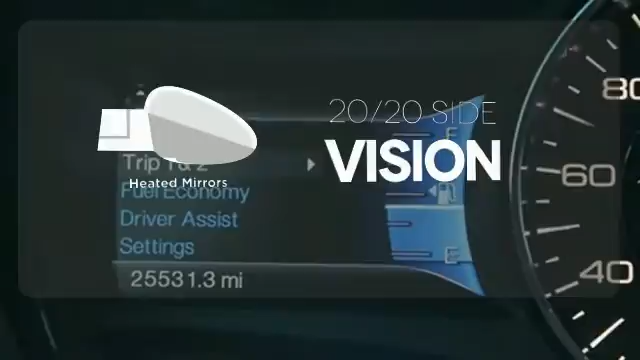 20/20 SIDE
VISION
Heated Mirrors
Trip 1 & 2
Fuel Economy
Driver Assist
Settings
25531.3 mi
F
E
80
60
40